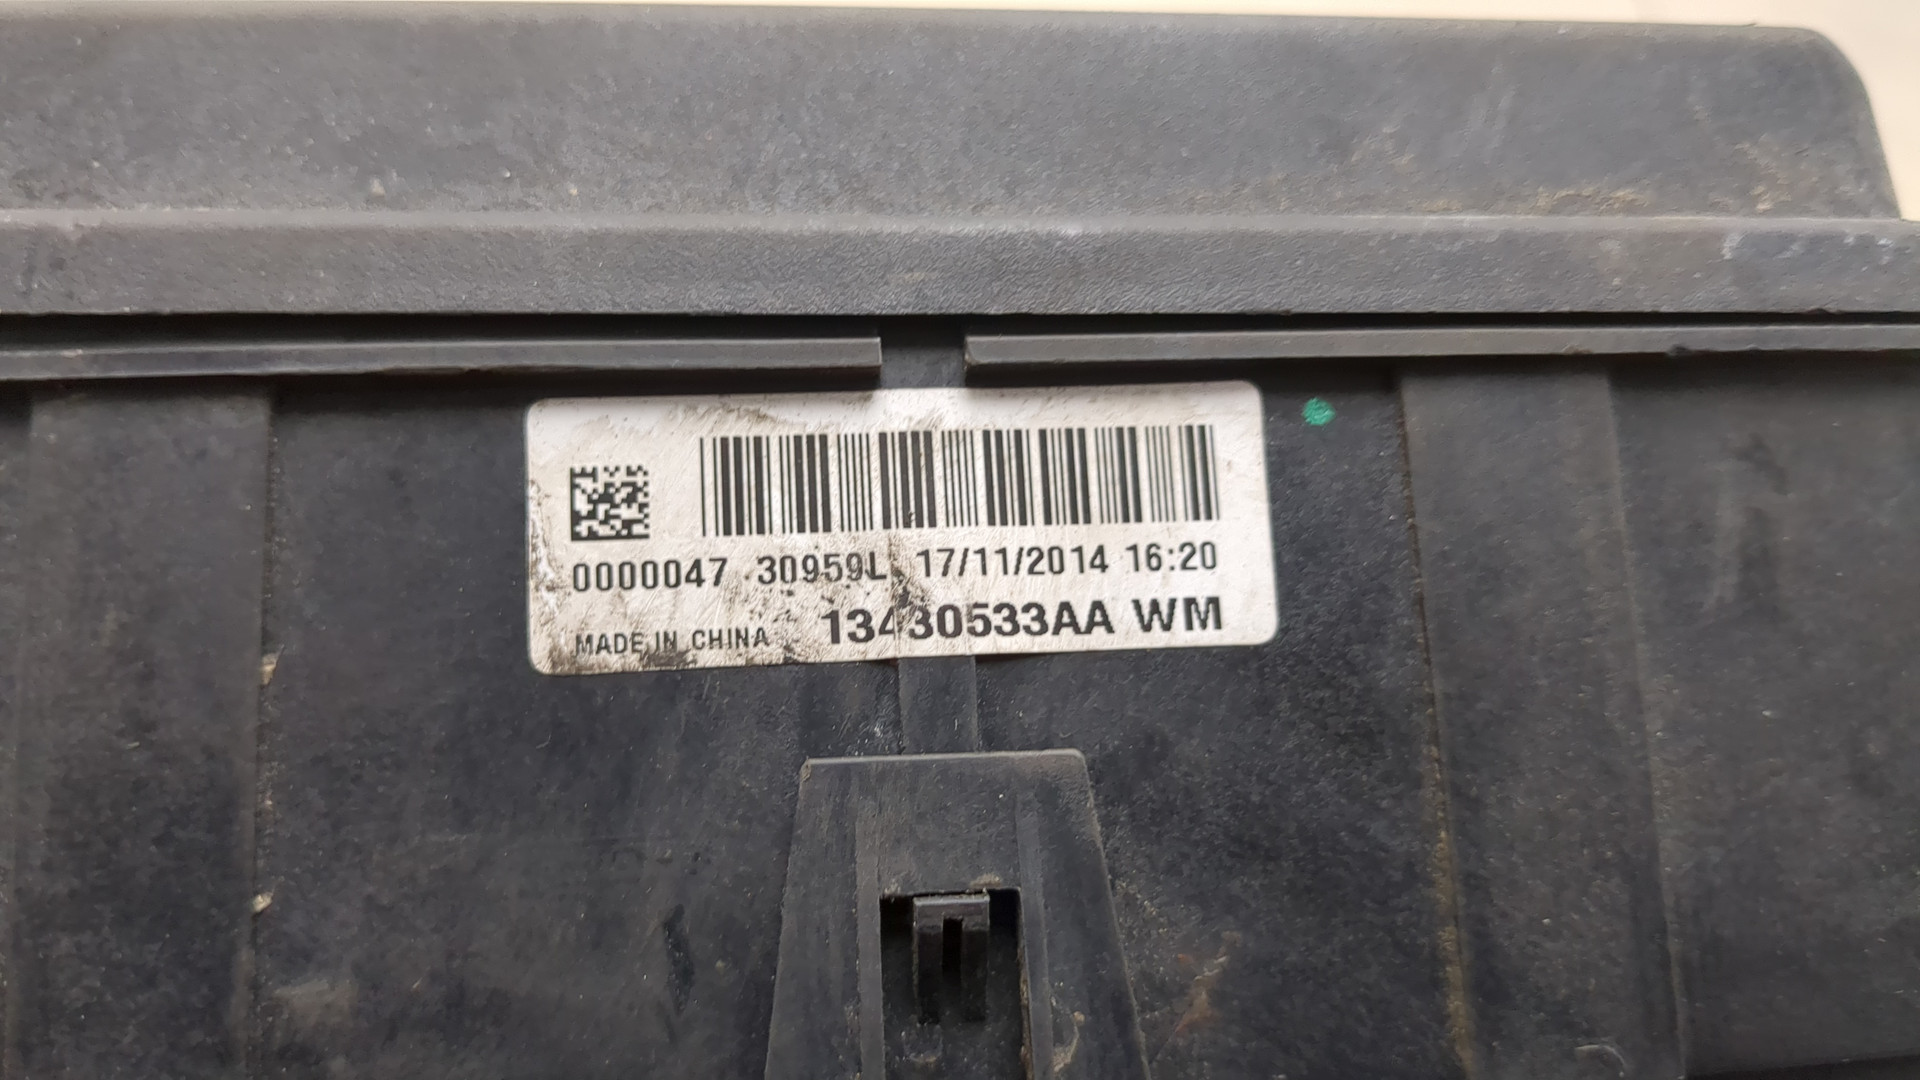 0000047 30959L 17/11/2014 16:20
MADE IN CHINA 13430533AA WM